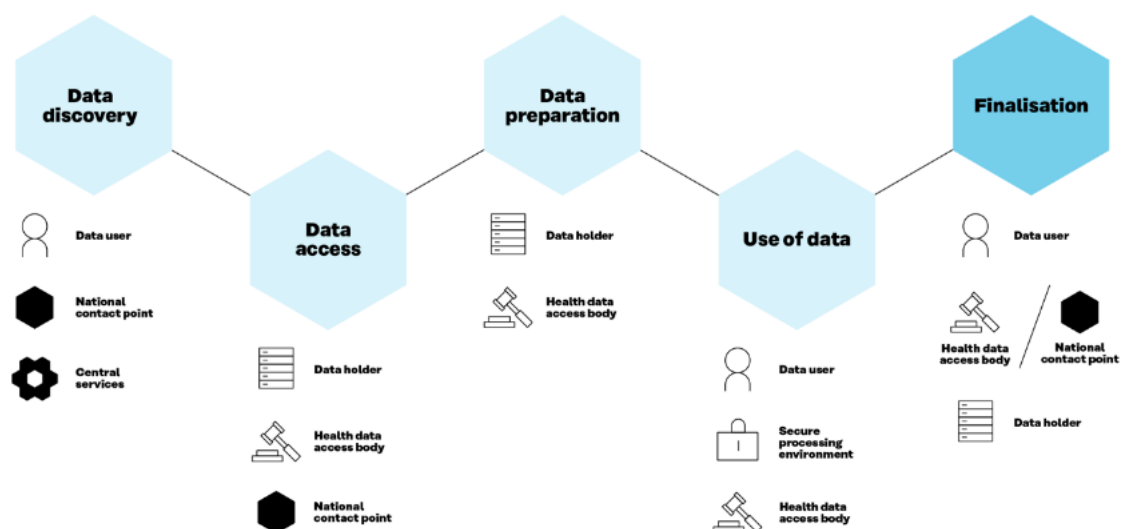 Data
discovery
Data user
National
contact point
Central
services
Data
access
Data holder
Health data
access body
National
contact point
Data
preparation
Data holder
Health data
access body
Use of data
Data user
Secure
processing
environment
Health data
access body
Finalisation
Data user
Health data
access body
National
contact point
Data holder